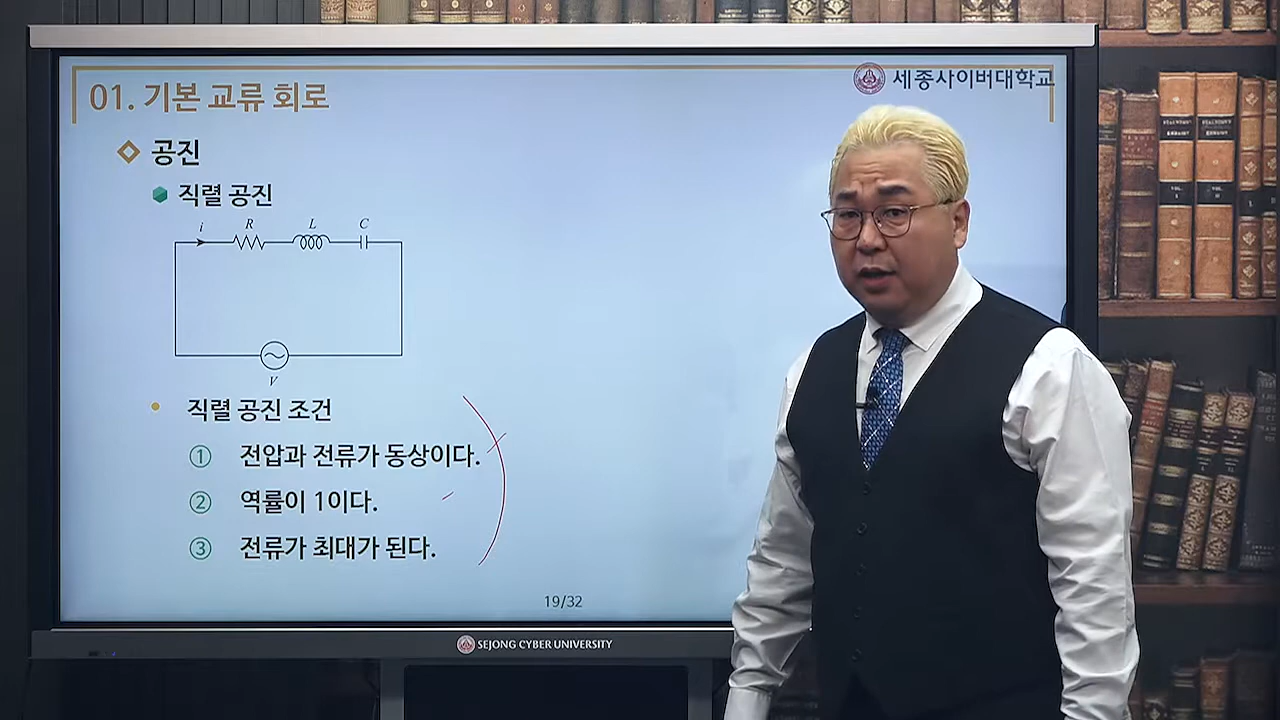 01. 기본 교류 회로
세종사이버대학교
공진
직렬 공진
i R L C
V
직렬 공진 조건
① 전압과 전류가 동상이다.
② 역률이 1이다.
③ 전류가 최대가 된다.
19/32
SEJONG CYBER UNIVERSITY